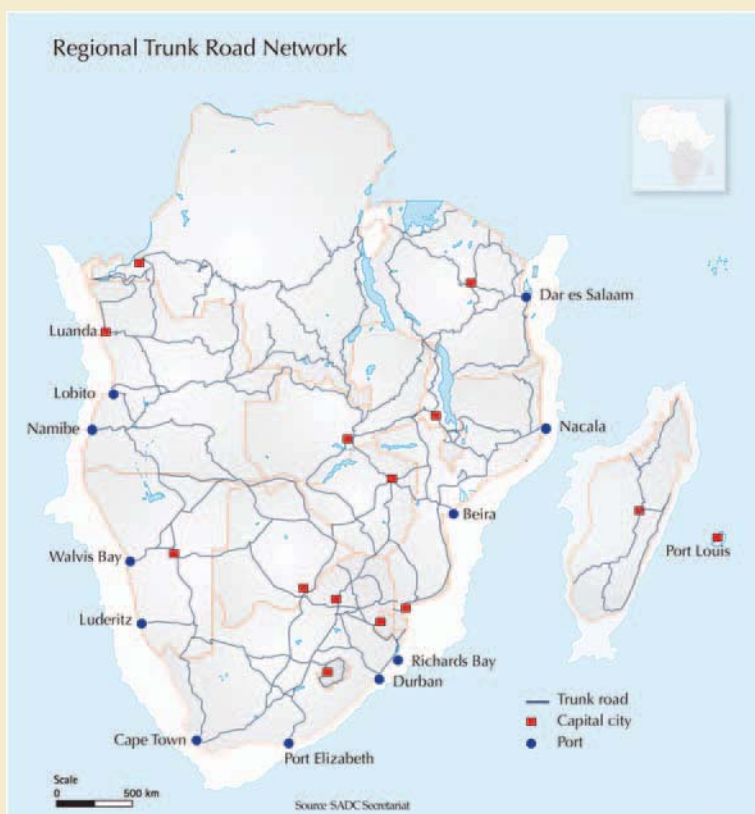 Regional Trunk Road Network
Dar es Salaam
Luanda
Lobito
Namibe
Nacala
Beira
Port Louis
Walvis Bay
Luderitz
Richards Bay
Durban
Trunk road
Capital city
Port
Cape Town
Port Elizabeth
Scale
0 500 km
Source SADC Secretariat